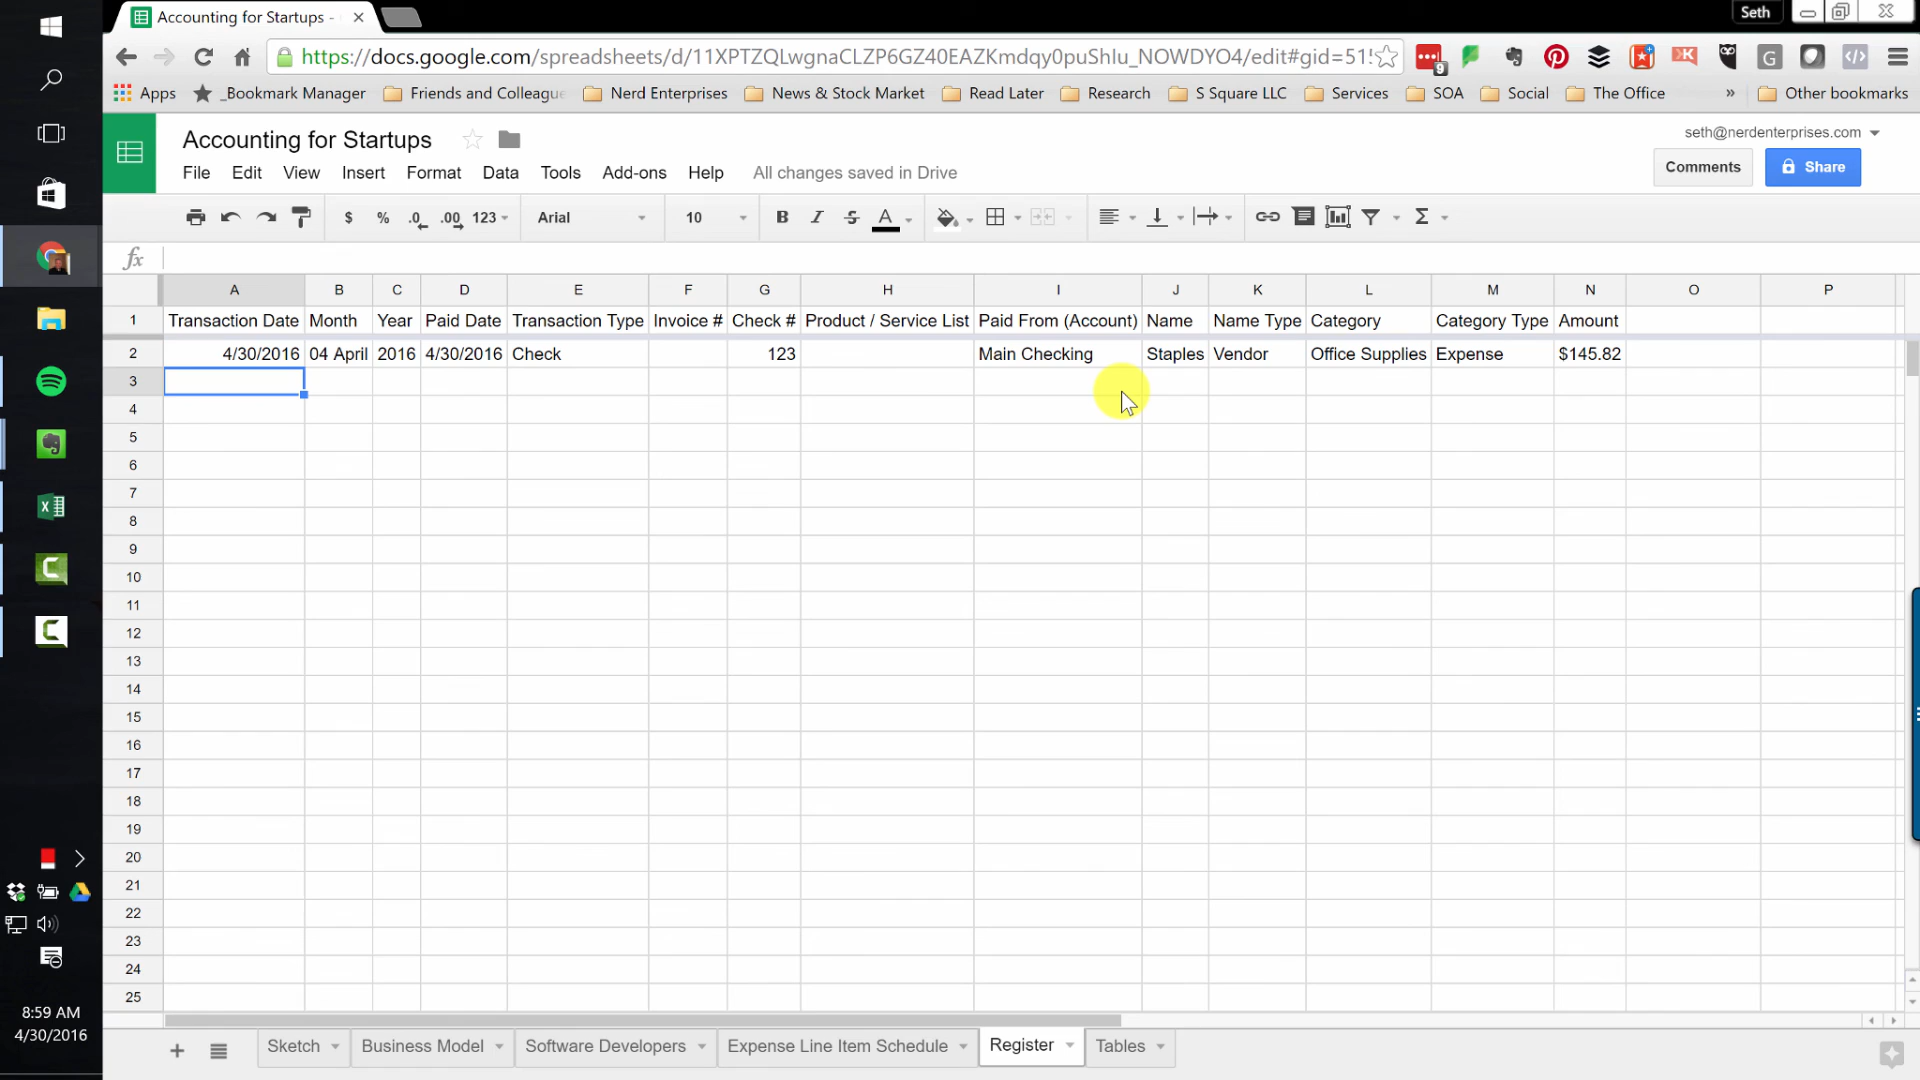 Accounting for Startups -
Seth
https://docs.google.com/spreadsheets/d/11XPTZQLwgnaCLZP6GZ40EAZKmdqy0puShlu_NOWDYO4/edit#gid=51
9
Apps _Bookmark Manager Friends and Colleague Nerd Enterprises News & Stock Market Read Later Research S Square LLC Services SOA Social The Office » Other bookmarks
Accounting for Startups
seth@nerdenterprises.com
File Edit View Insert Format Data Tools Add-ons Help All changes saved in Drive
Comments Share
$ % .0 .00 123 Arial 10 B I S A Σ
fx
A B C D E F G H I J K L M N O P
1 Transaction Date Month Year Paid Date Transaction Type Invoice # Check # Product / Service List Paid From (Account) Name Name Type Category Category Type Amount
2 4/30/2016 04 April 2016 4/30/2016 Check 123 Main Checking Staples Vendor Office Supplies Expense $145.82
3
4
5
6
7
8
9
10
11
12
13
14
15
16
17
18
19
20
21
22
23
24
25
8:59 AM
4/30/2016
+ Sketch Business Model Software Developers Expense Line Item Schedule Register Tables